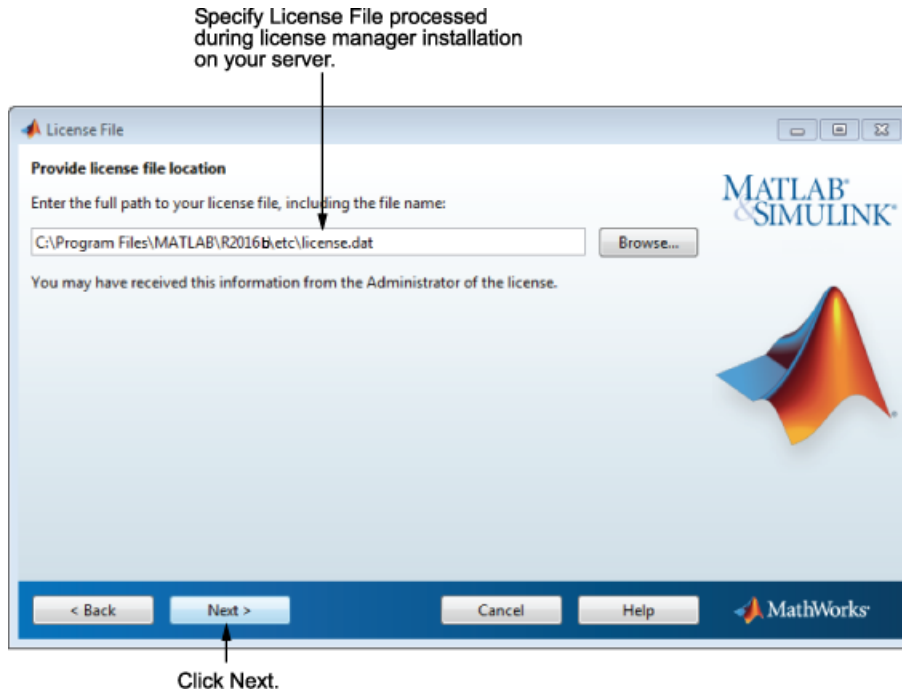 Specify License File processed
during license manager installation
on your server.
License File
Provide license file location
Enter the full path to your license file, including the file name:
C:\Program Files\MATLAB\R2016b\etc\license.dat
Browse...
You may have received this information from the Administrator of the license.
MATLAB®
&SIMULINK®
< Back
Next >
Cancel
Help
MathWorks®
Click Next.